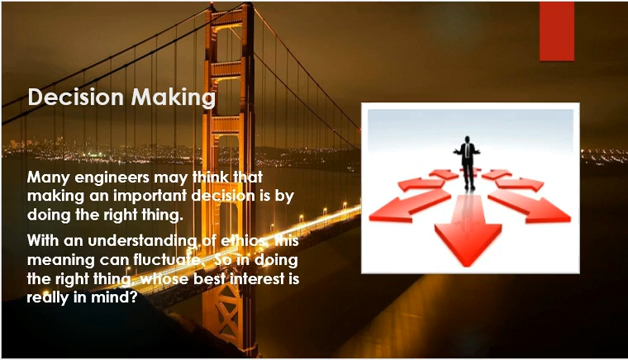 Decision Making
Many engineers may think that
making an important decision is by
doing the right thing.
With an understanding of ethics, this
meaning can fluctuate.  So in doing
the right thing, whose best interest is
really in mind?